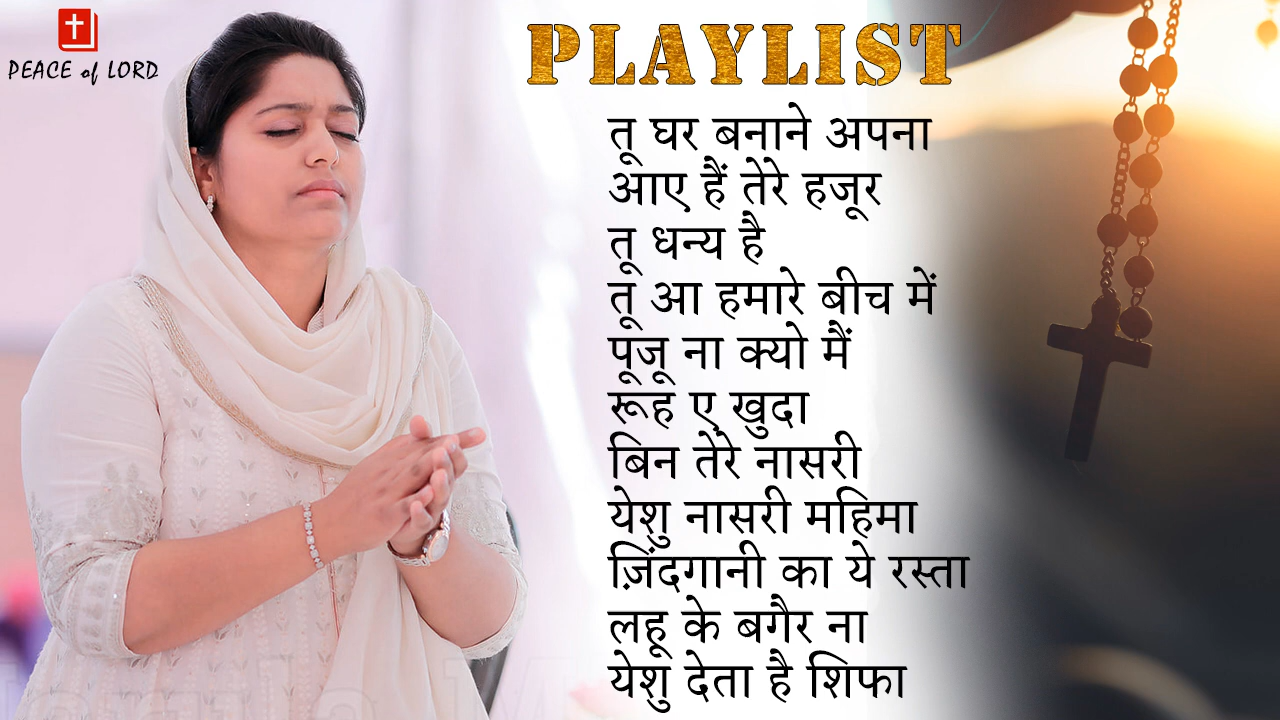 PEACE of LORD
PLAYLIST
तू घर बनाने अपना
आए हैं तेरे हजूर
तू धन्य है
तू आ हमारे बीच में
पूजू ना क्यो मैं
रूह ए खुदा
बिन तेरे नासरी
येशु नासरी महिमा
ज़िंदगानी का ये रस्ता
लहू के बगैर ना
येशु देता है शिफा